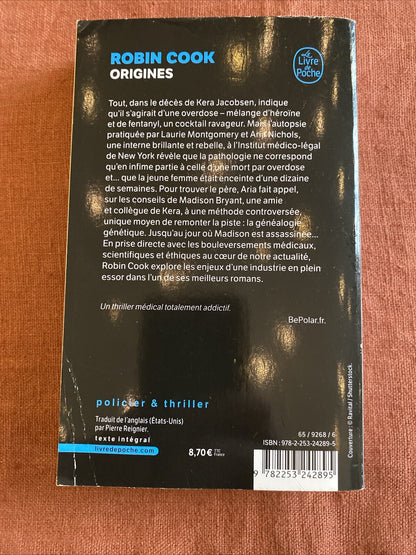 ROBIN COOK
ORIGINES
Le
Livre
de
Poche
Tout, dans le décès de Kera Jacobsen, indique
qu'il s'agirait d'une overdose – mélange d'héroïne
et de fentanyl, un cocktail ravageur. Mais l'autopsie
pratiquée par Laurie Montgomery et Aria Nichols,
une interne brillante et rebelle, à l'Institut médico-légal
de New York révèle que la pathologie ne correspond
qu'en infime partie à celle d'une mort par overdose
et... que la jeune femme était enceinte d'une dizaine
de semaines. Pour trouver le père, Aria fait appel,
sur les conseils de Madison Bryant, une amie
et collègue de Kera, à une méthode controversée,
unique moyen de remonter la piste : la généalogie
génétique. Jusqu'au jour où Madison est assassinée...
En prise directe avec les bouleversements médicaux,
scientifiques et éthiques au cœur de notre actualité,
Robin Cook explore les enjeux d'une industrie en plein
essor dans l'un de ses meilleurs romans.
Un thriller médical totalement addictif.
BePolar.fr.
policier & thriller
Traduit de l'anglais (États-Unis)
par Pierre Reignier.
texte intégral
livredepoche.com
8,70 € TTC
France
65 / 9268 / 6
ISBN : 978-2-253-24289-5
9 782253 242895
Couverture : © Ravital / Shutterstock.